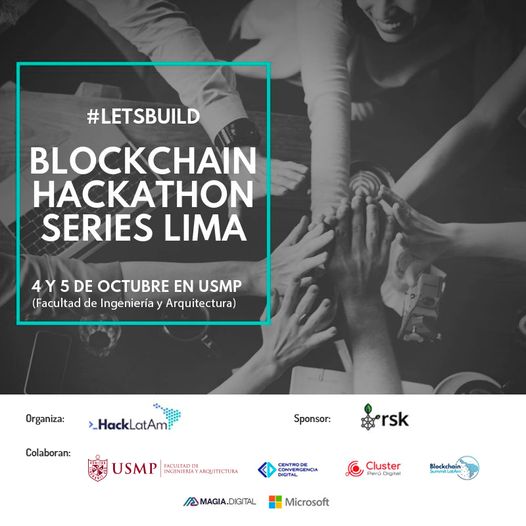 #LETSBUILD
BLOCKCHAIN
HACKATHON
SERIES LIMA
4 Y 5 DE OCTUBRE EN USMP
(Facultad de Ingeniería y Arquitectura)
Organiza:
HackLatAm
Sponsor:
rsk
Colaboran:
USMP
FACULTAD DE
INGENIERÍA Y ARQUITECTURA
CENTRO DE
CONVERGENCIA
DIGITAL
Cluster
Perú Digital
Blockchain
Summit Latam
MAGIA.DIGITAL
Microsoft